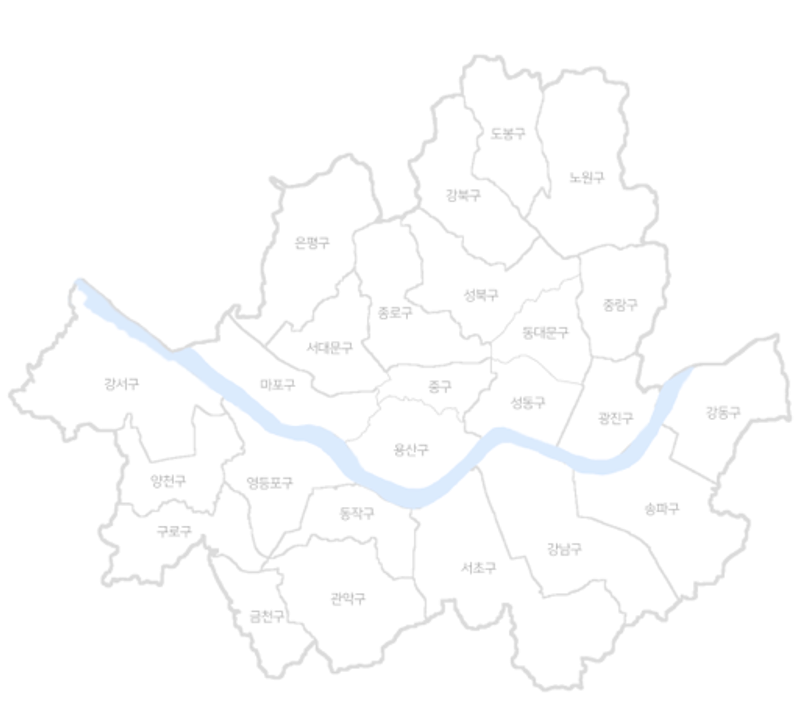 도봉구
노원구
강북구
은평구
성북구
중랑구
종로구
동대문구
서대문구
강서구
마포구
중구
성동구
광진구
강동구
용산구
양천구
영등포구
송파구
동작구
구로구
강남구
서초구
관악구
금천구